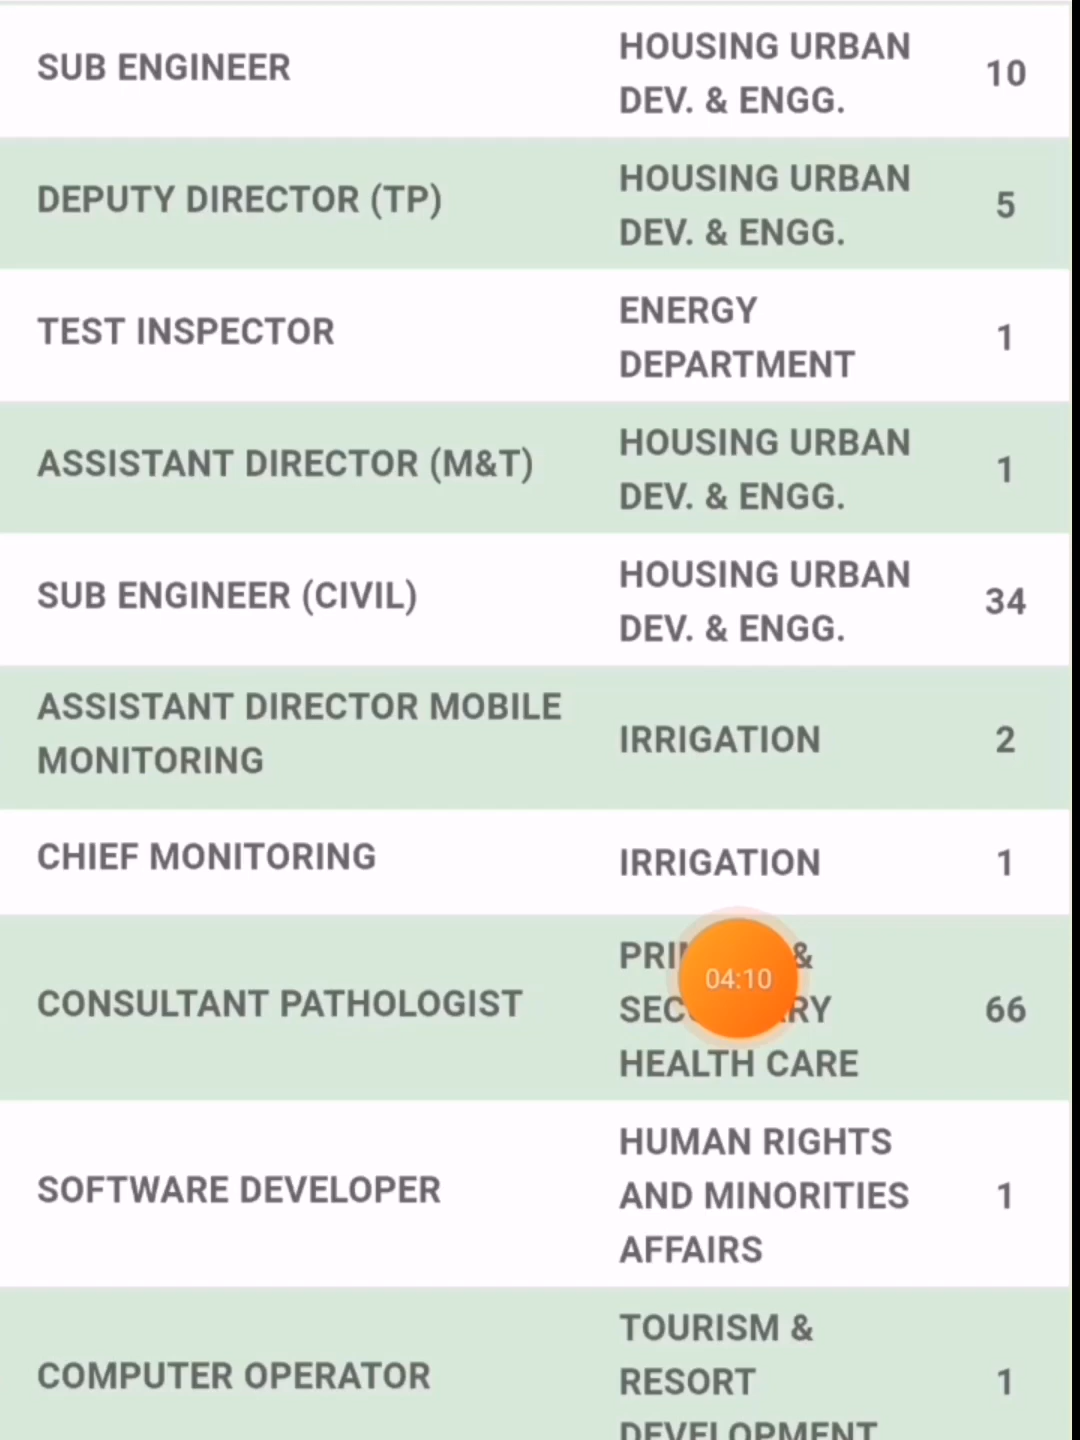 SUB ENGINEER
HOUSING URBAN
DEV. & ENGG.
10
DEPUTY DIRECTOR (TP)
HOUSING URBAN
DEV. & ENGG.
5
TEST INSPECTOR
ENERGY
DEPARTMENT
1
ASSISTANT DIRECTOR (M&T)
HOUSING URBAN
DEV. & ENGG.
1
SUB ENGINEER (CIVIL)
HOUSING URBAN
DEV. & ENGG.
34
ASSISTANT DIRECTOR MOBILE
MONITORING
IRRIGATION
2
CHIEF MONITORING
IRRIGATION
1
CONSULTANT PATHOLOGIST
&
HEALTH CARE
66
04:10
SOFTWARE DEVELOPER
HUMAN RIGHTS
AND MINORITIES
AFFAIRS
1
COMPUTER OPERATOR
TOURISM &
RESORT
DEVELOPMENT
1